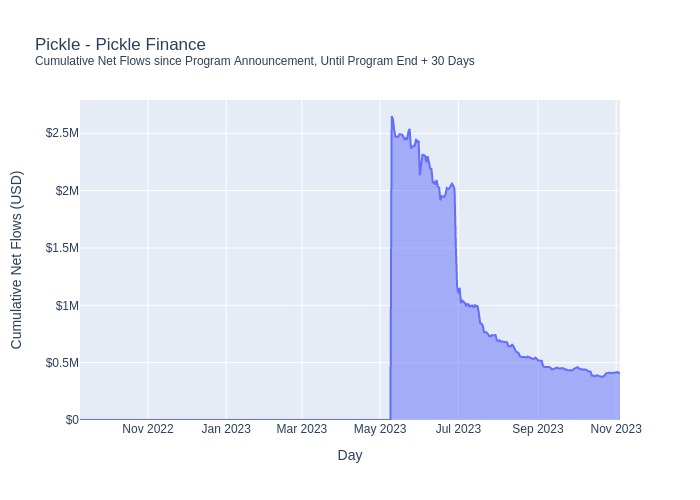 Pickle - Pickle Finance
Cumulative Net Flows since Program Announcement, Until Program End + 30 Days
Cumulative Net Flows (USD)
$2.5M
$2M
$1.5M
$1M
$0.5M
$0
Nov 2022
Jan 2023
Mar 2023
May 2023
Jul 2023
Sep 2023
Nov 2023
Day